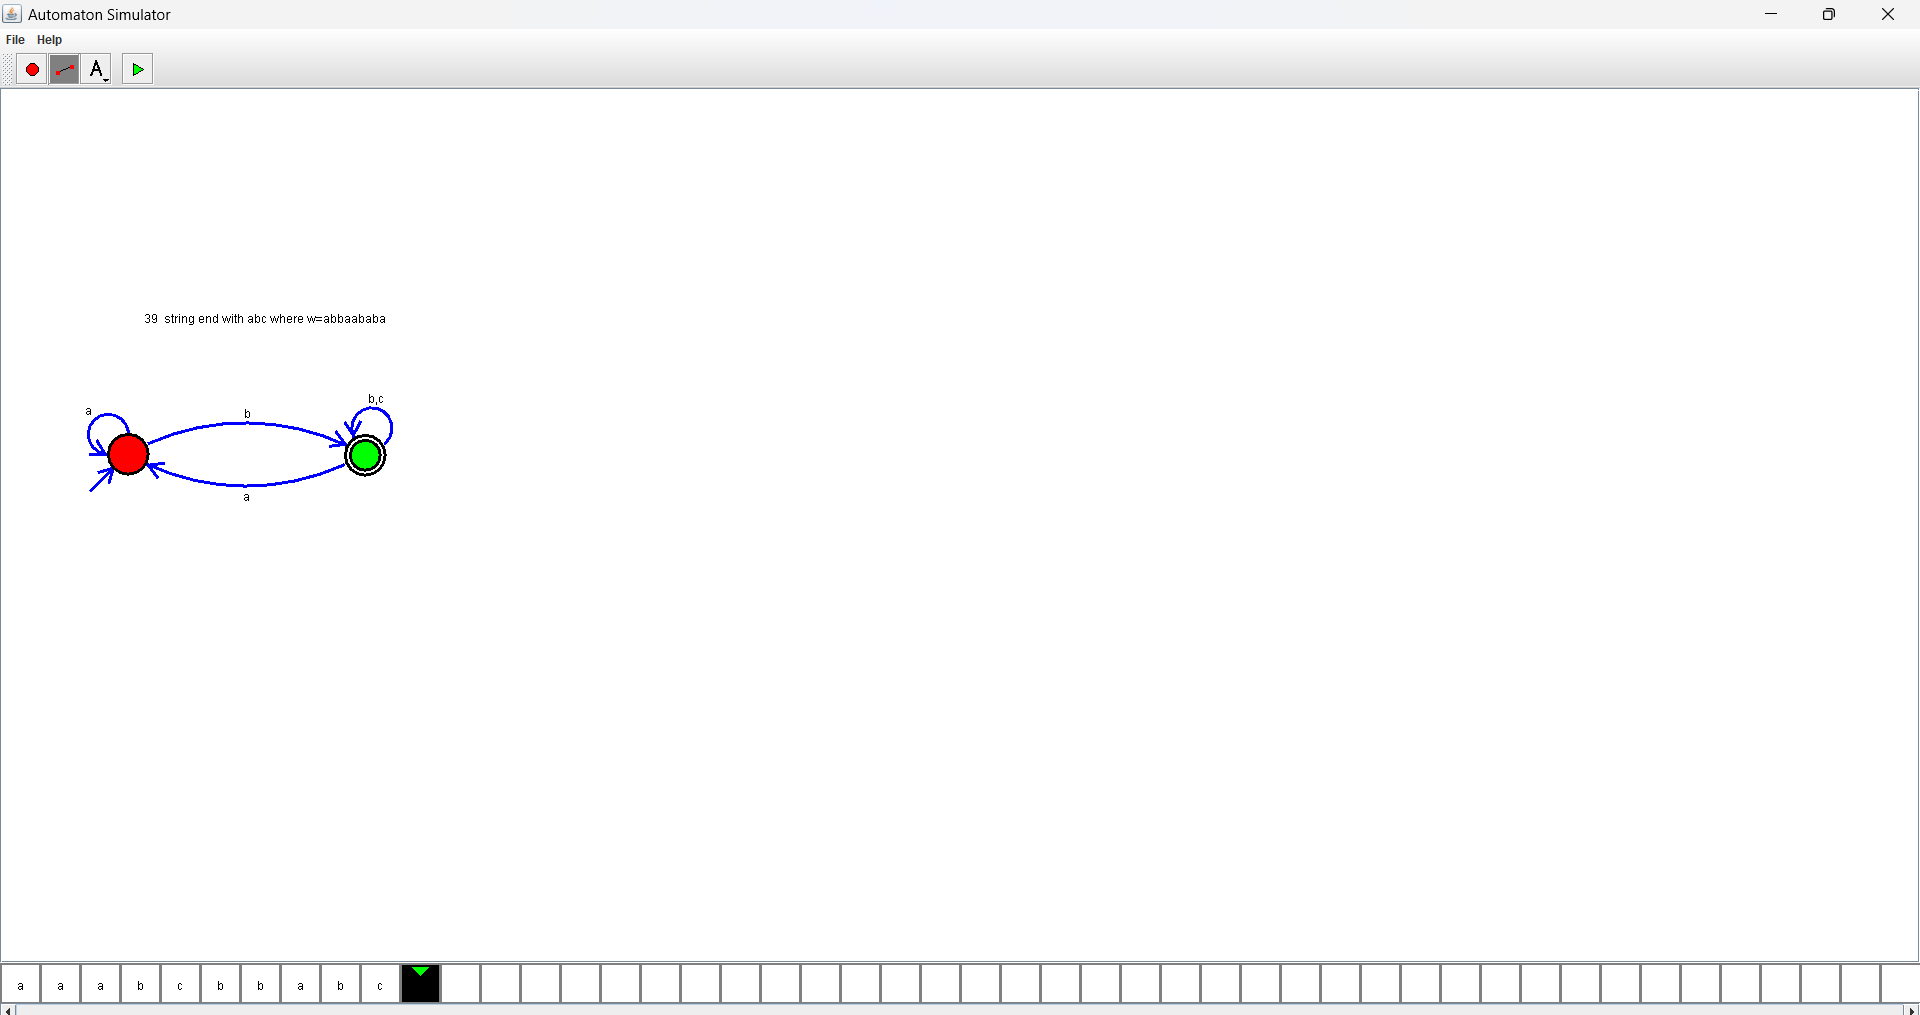 Automaton Simulator
File Help
A
39 string end with abc where w=abbaababa
b,c
a
b
a
a a a b c b b a b c